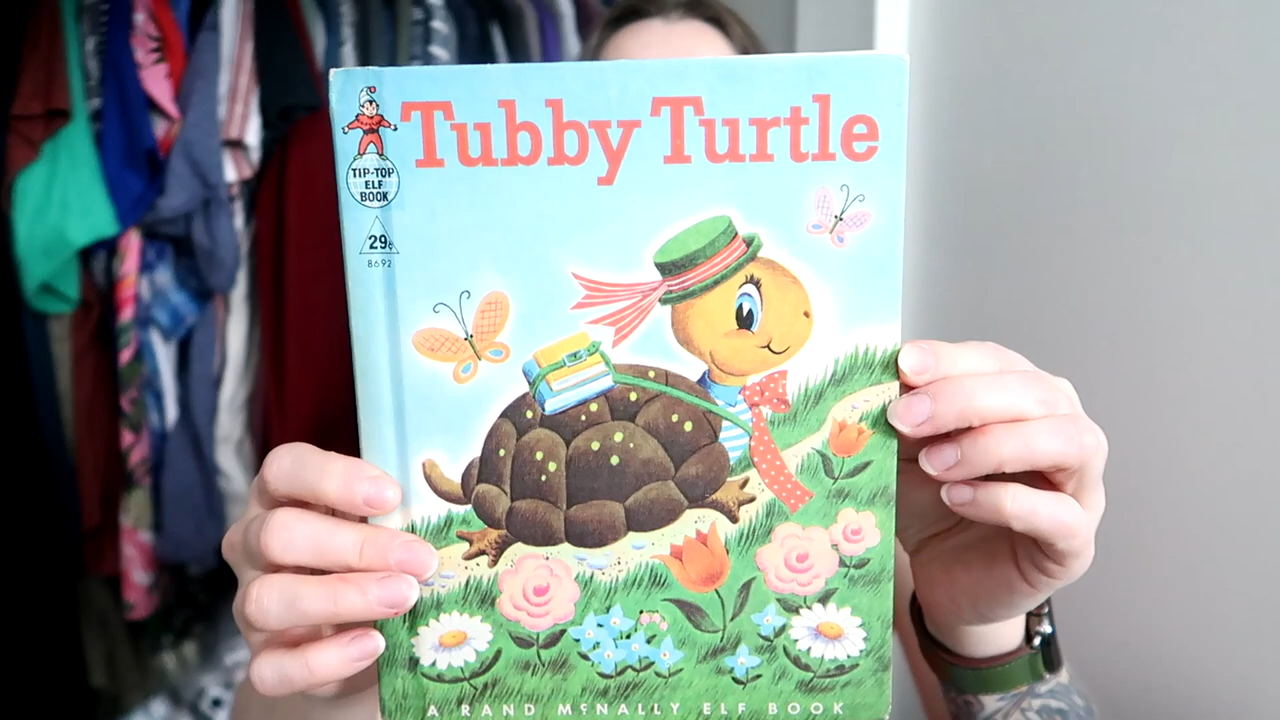 Tubby Turtle
TIP-TOP
ELF
BOOK
29¢
8692
A RAND McNALLY ELF BOOK